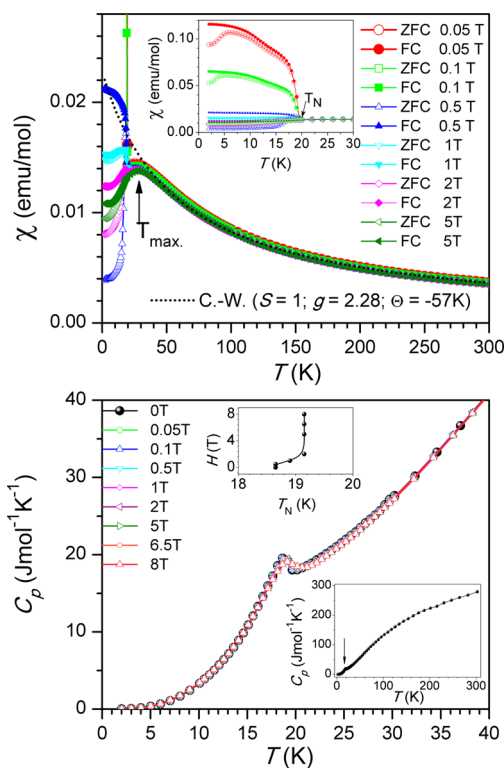 χ (emu/mol)
0.02
0.01
0.00
0 50 100 150 200 250 300
T (K)
ZFC 0.05 T
FC 0.05 T
ZFC 0.1 T
FC 0.1 T
ZFC 0.5 T
FC 0.5 T
ZFC 1T
FC 1T
ZFC 2T
FC 2T
ZFC 5T
FC 5T
T max.
C.-W. (S = 1; g = 2.28; Θ = -57K)
χ (emu/mol)
0.10
0.05
0.00
T N
0 5 10 15 20 25 30
T (K)
Cp (Jmol⁻¹K⁻¹)
40
30
20
10
0
0 5 10 15 20 25 30 35 40
T (K)
0T
0.05T
0.1T
0.5T
1T
2T
5T
6.5T
8T
H (T)
8
4
0
18 19 20
TN (K)
Cp (Jmol⁻¹K⁻¹)
300
200
100
0
0 100 200 300
T (K)